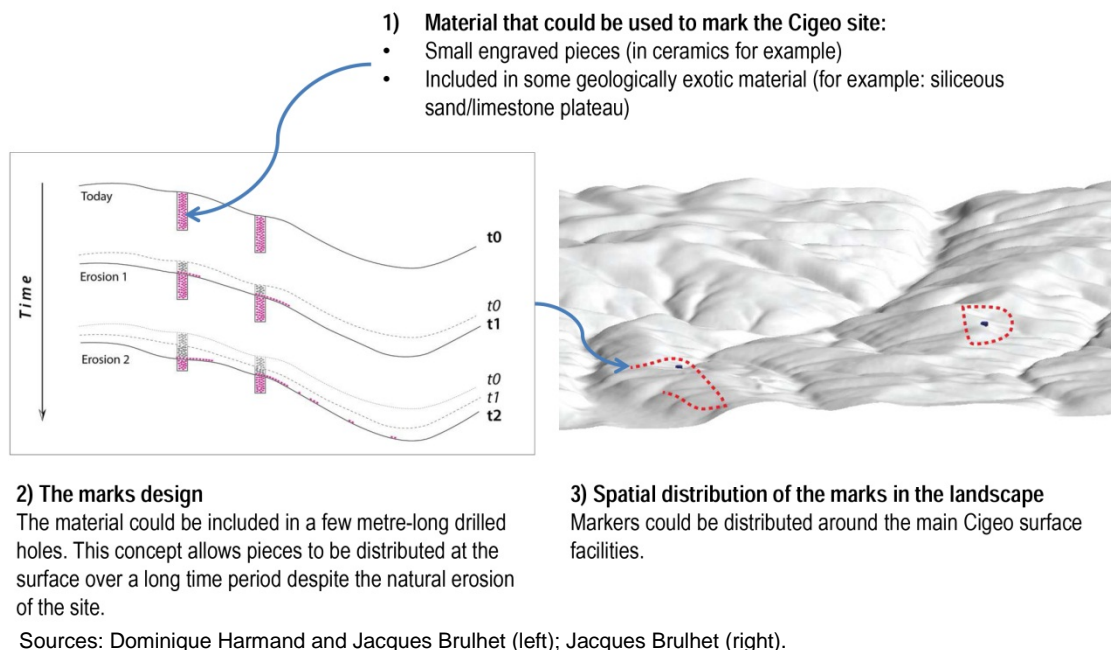 1) Material that could be used to mark the Cigeo site:
• Small engraved pieces (in ceramics for example)
• Included in some geologically exotic material (for example: siliceous
sand/limestone plateau)
Time
Today
t0
Erosion 1
t0
t1
Erosion 2
t0
t1
t2
2) The marks design
The material could be included in a few metre-long drilled
holes. This concept allows pieces to be distributed at the
surface over a long time period despite the natural erosion
of the site.
3) Spatial distribution of the marks in the landscape
Markers could be distributed around the main Cigeo surface
facilities.
Sources: Dominique Harmand and Jacques Brulhet (left); Jacques Brulhet (right).